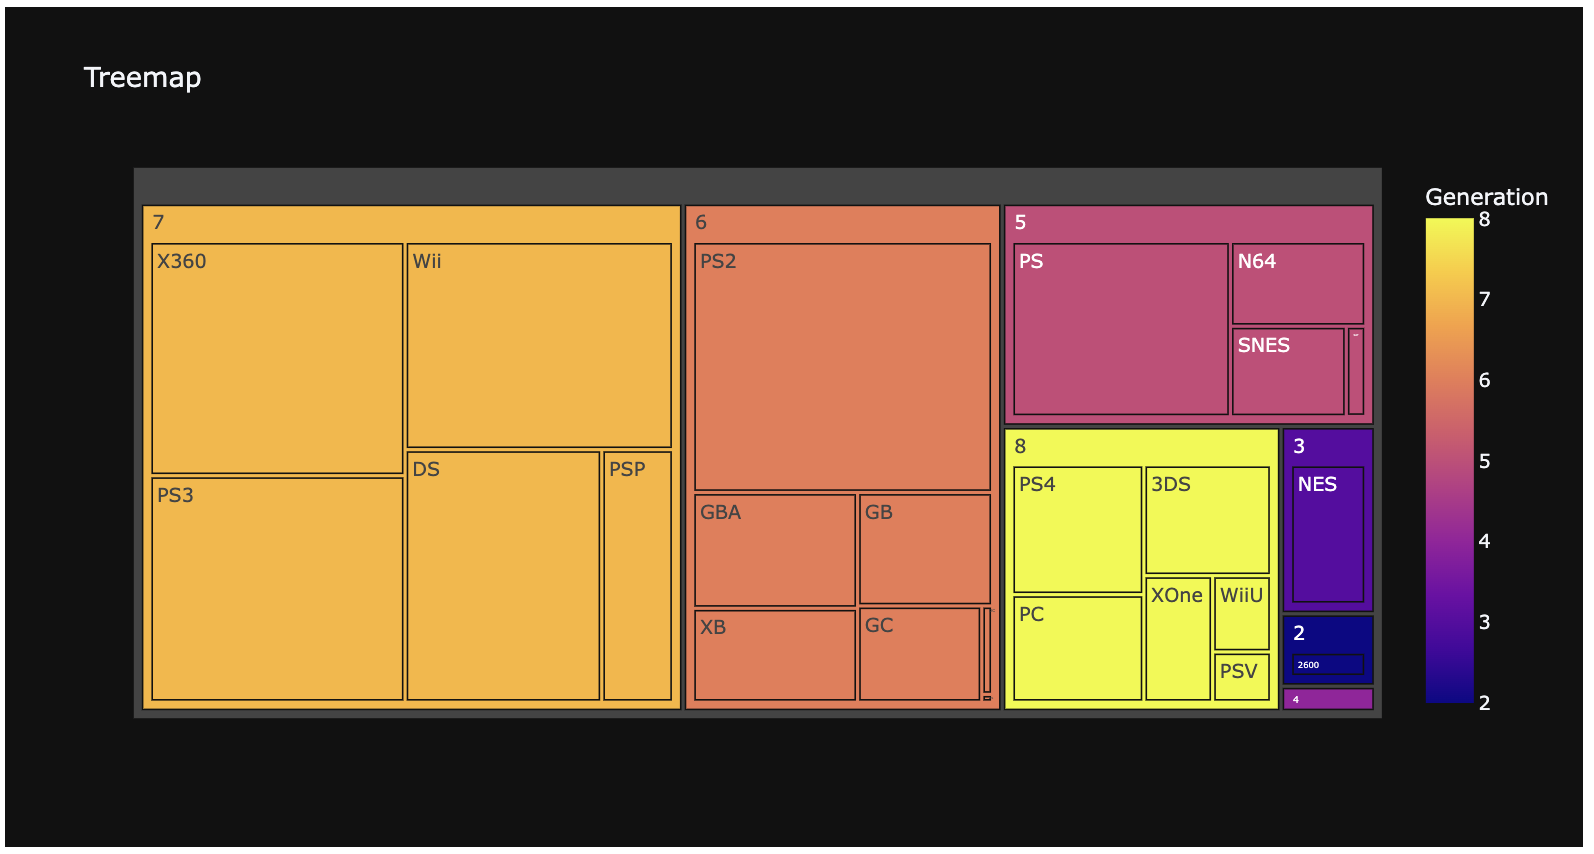 Treemap
7
X360
Wii
PS3
DS
PSP
6
PS2
GBA
GB
XB
GC
5
PS
N64
SNES
8
PS4
3DS
PC
XOne
WiiU
PSV
3
NES
2
2600
4
Generation
8
7
6
5
4
3
2